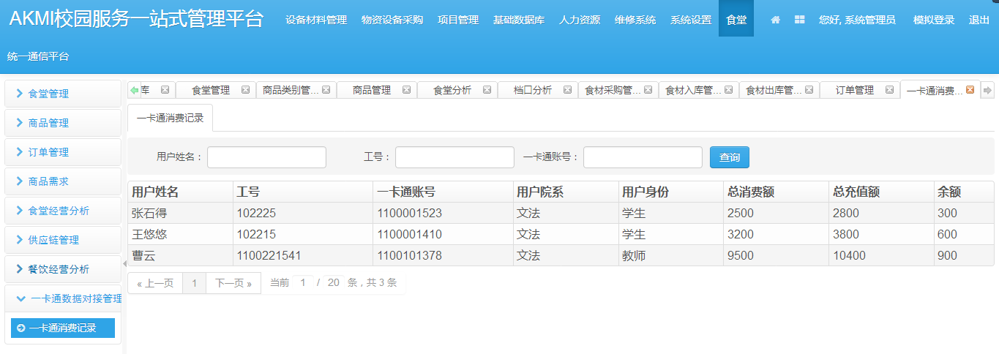 AKMI校园服务一站式管理平台 设备材料管理 物资设备采购 项目管理 基础数据库 人力资源 维修系统 系统设置 食堂 您好, 系统管理员 模拟登录 退出
统一通信平台
库 食堂管理 商品类别管... 商品管理 食堂分析 档口分析 食材采购管... 食材入库管... 食材出库管... 订单管理 一卡通消费...
食堂管理
商品管理
订单管理
商品需求
食堂经营分析
供应链管理
餐饮经营分析
一卡通数据对接管理
一卡通消费记录
一卡通消费记录
用户姓名： 工号： 一卡通账号： 查询
用户姓名 工号 一卡通账号 用户院系 用户身份 总消费额 总充值额 余额
张石得 102225 1100001523 文法 学生 2500 2800 300
王悠悠 102215 1100001410 文法 学生 3200 3800 600
曹云 1100221541 1100101378 文法 教师 9500 10400 900
« 上一页 1 下一页 » 当前 1 / 20 条，共 3 条